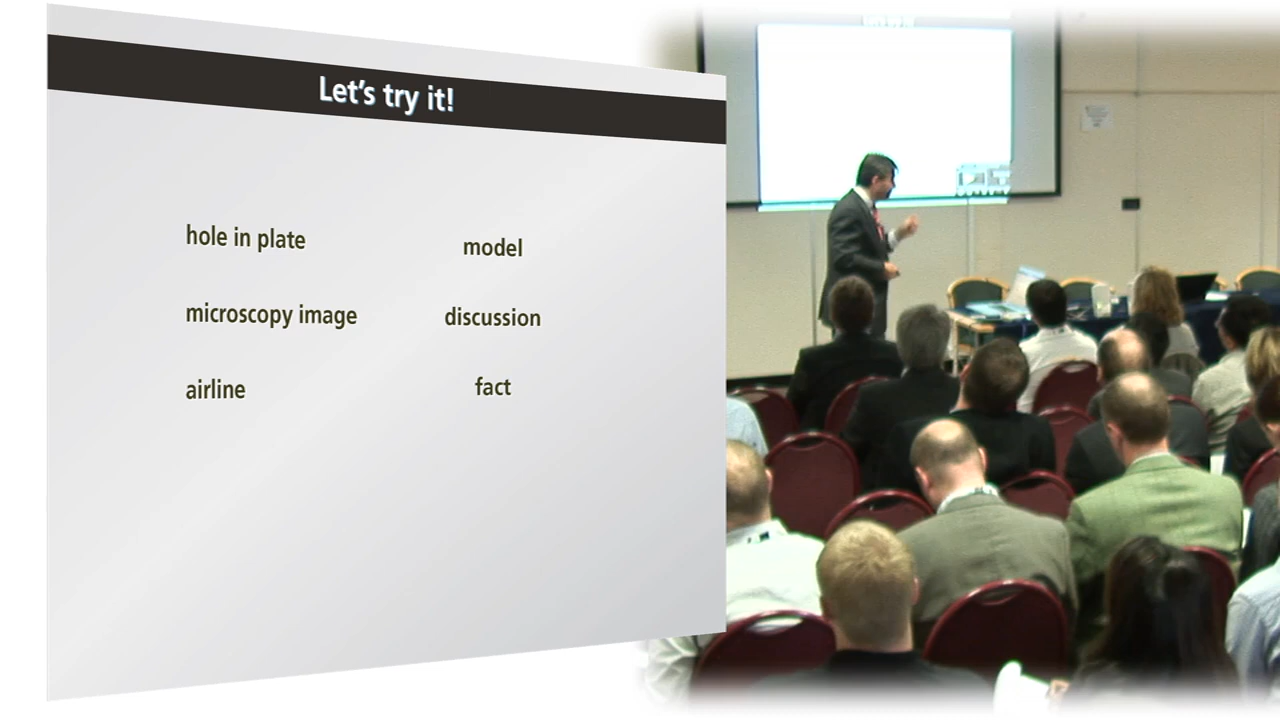 Let's try it!
hole in plate model
microscopy image discussion
airline fact